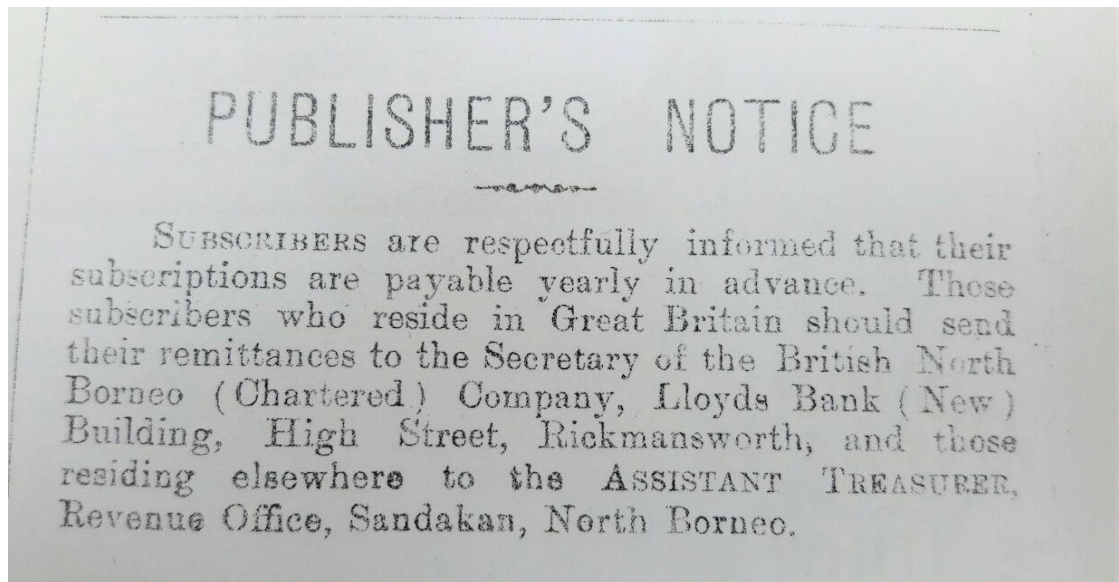 PUBLISHER'S NOTICE
SUBSCRIBERS are respectfully informed that their
subscriptions are payable yearly in advance. Those
subscribers who reside in Great Britain should send
their remittances to the Secretary of the British North
Borneo (Chartered) Company, Lloyds Bank (New)
Building, High Street, Rickmansworth, and those
residing elsewhere to the ASSISTANT TREASURER,
Revenue Office, Sandakan, North Borneo.